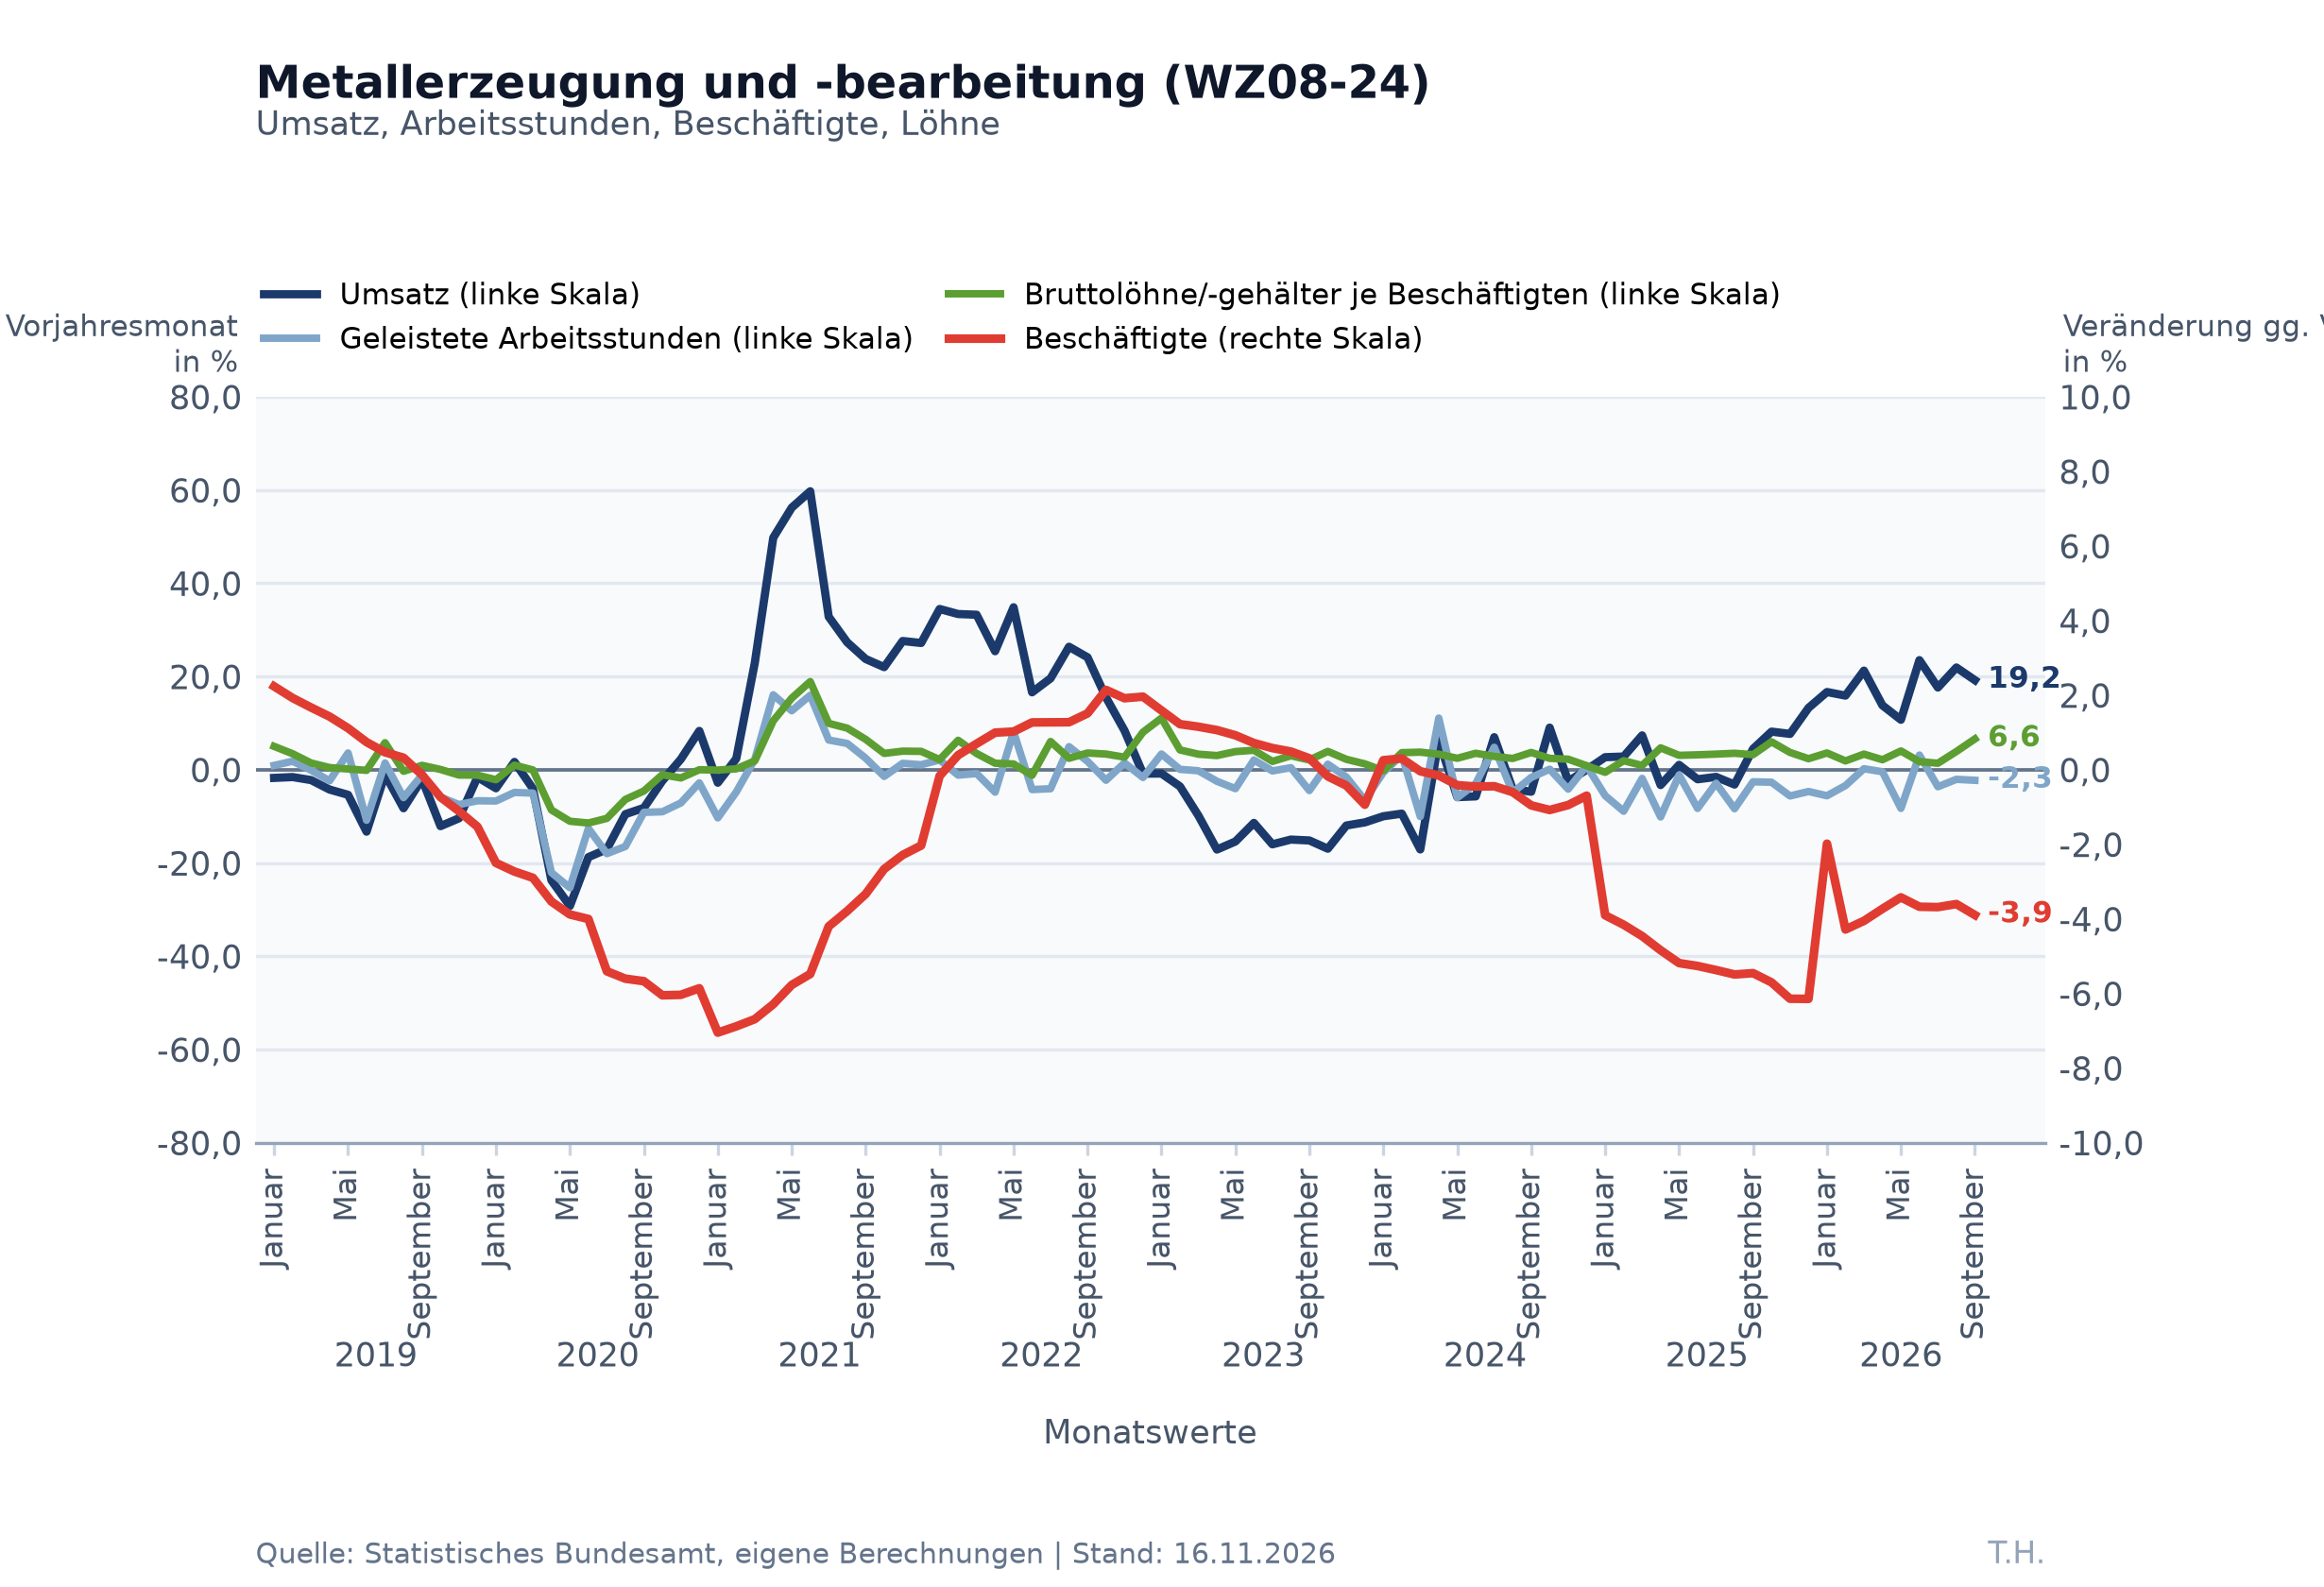 Metallerzeugung und -bearbeitung (WZ08-24)
Umsatz, Arbeitsstunden, Beschäftigte, Löhne
Umsatz (linke Skala)
Geleistete Arbeitsstunden (linke Skala)
Bruttolöhne/-gehälter je Beschäftigten (linke Skala)
Beschäftigte (rechte Skala)
Vorjahresmonat
in %
Veränderung gg.
in %
80,0
60,0
40,0
20,0
0,0
-20,0
-40,0
-60,0
-80,0
10,0
8,0
6,0
4,0
2,0
0,0
-2,0
-4,0
-6,0
-8,0
-10,0
19,2
6,6
-2,3
-3,9
Januar
Mai
September
Januar
Mai
September
Januar
Mai
September
Januar
Mai
September
Januar
Mai
September
Januar
Mai
September
Januar
Mai
September
Januar
Mai
September
2019
2020
2021
2022
2023
2024
2025
2026
Monatswerte
Quelle: Statistisches Bundesamt, eigene Berechnungen | Stand: 16.11.2026
T.H.